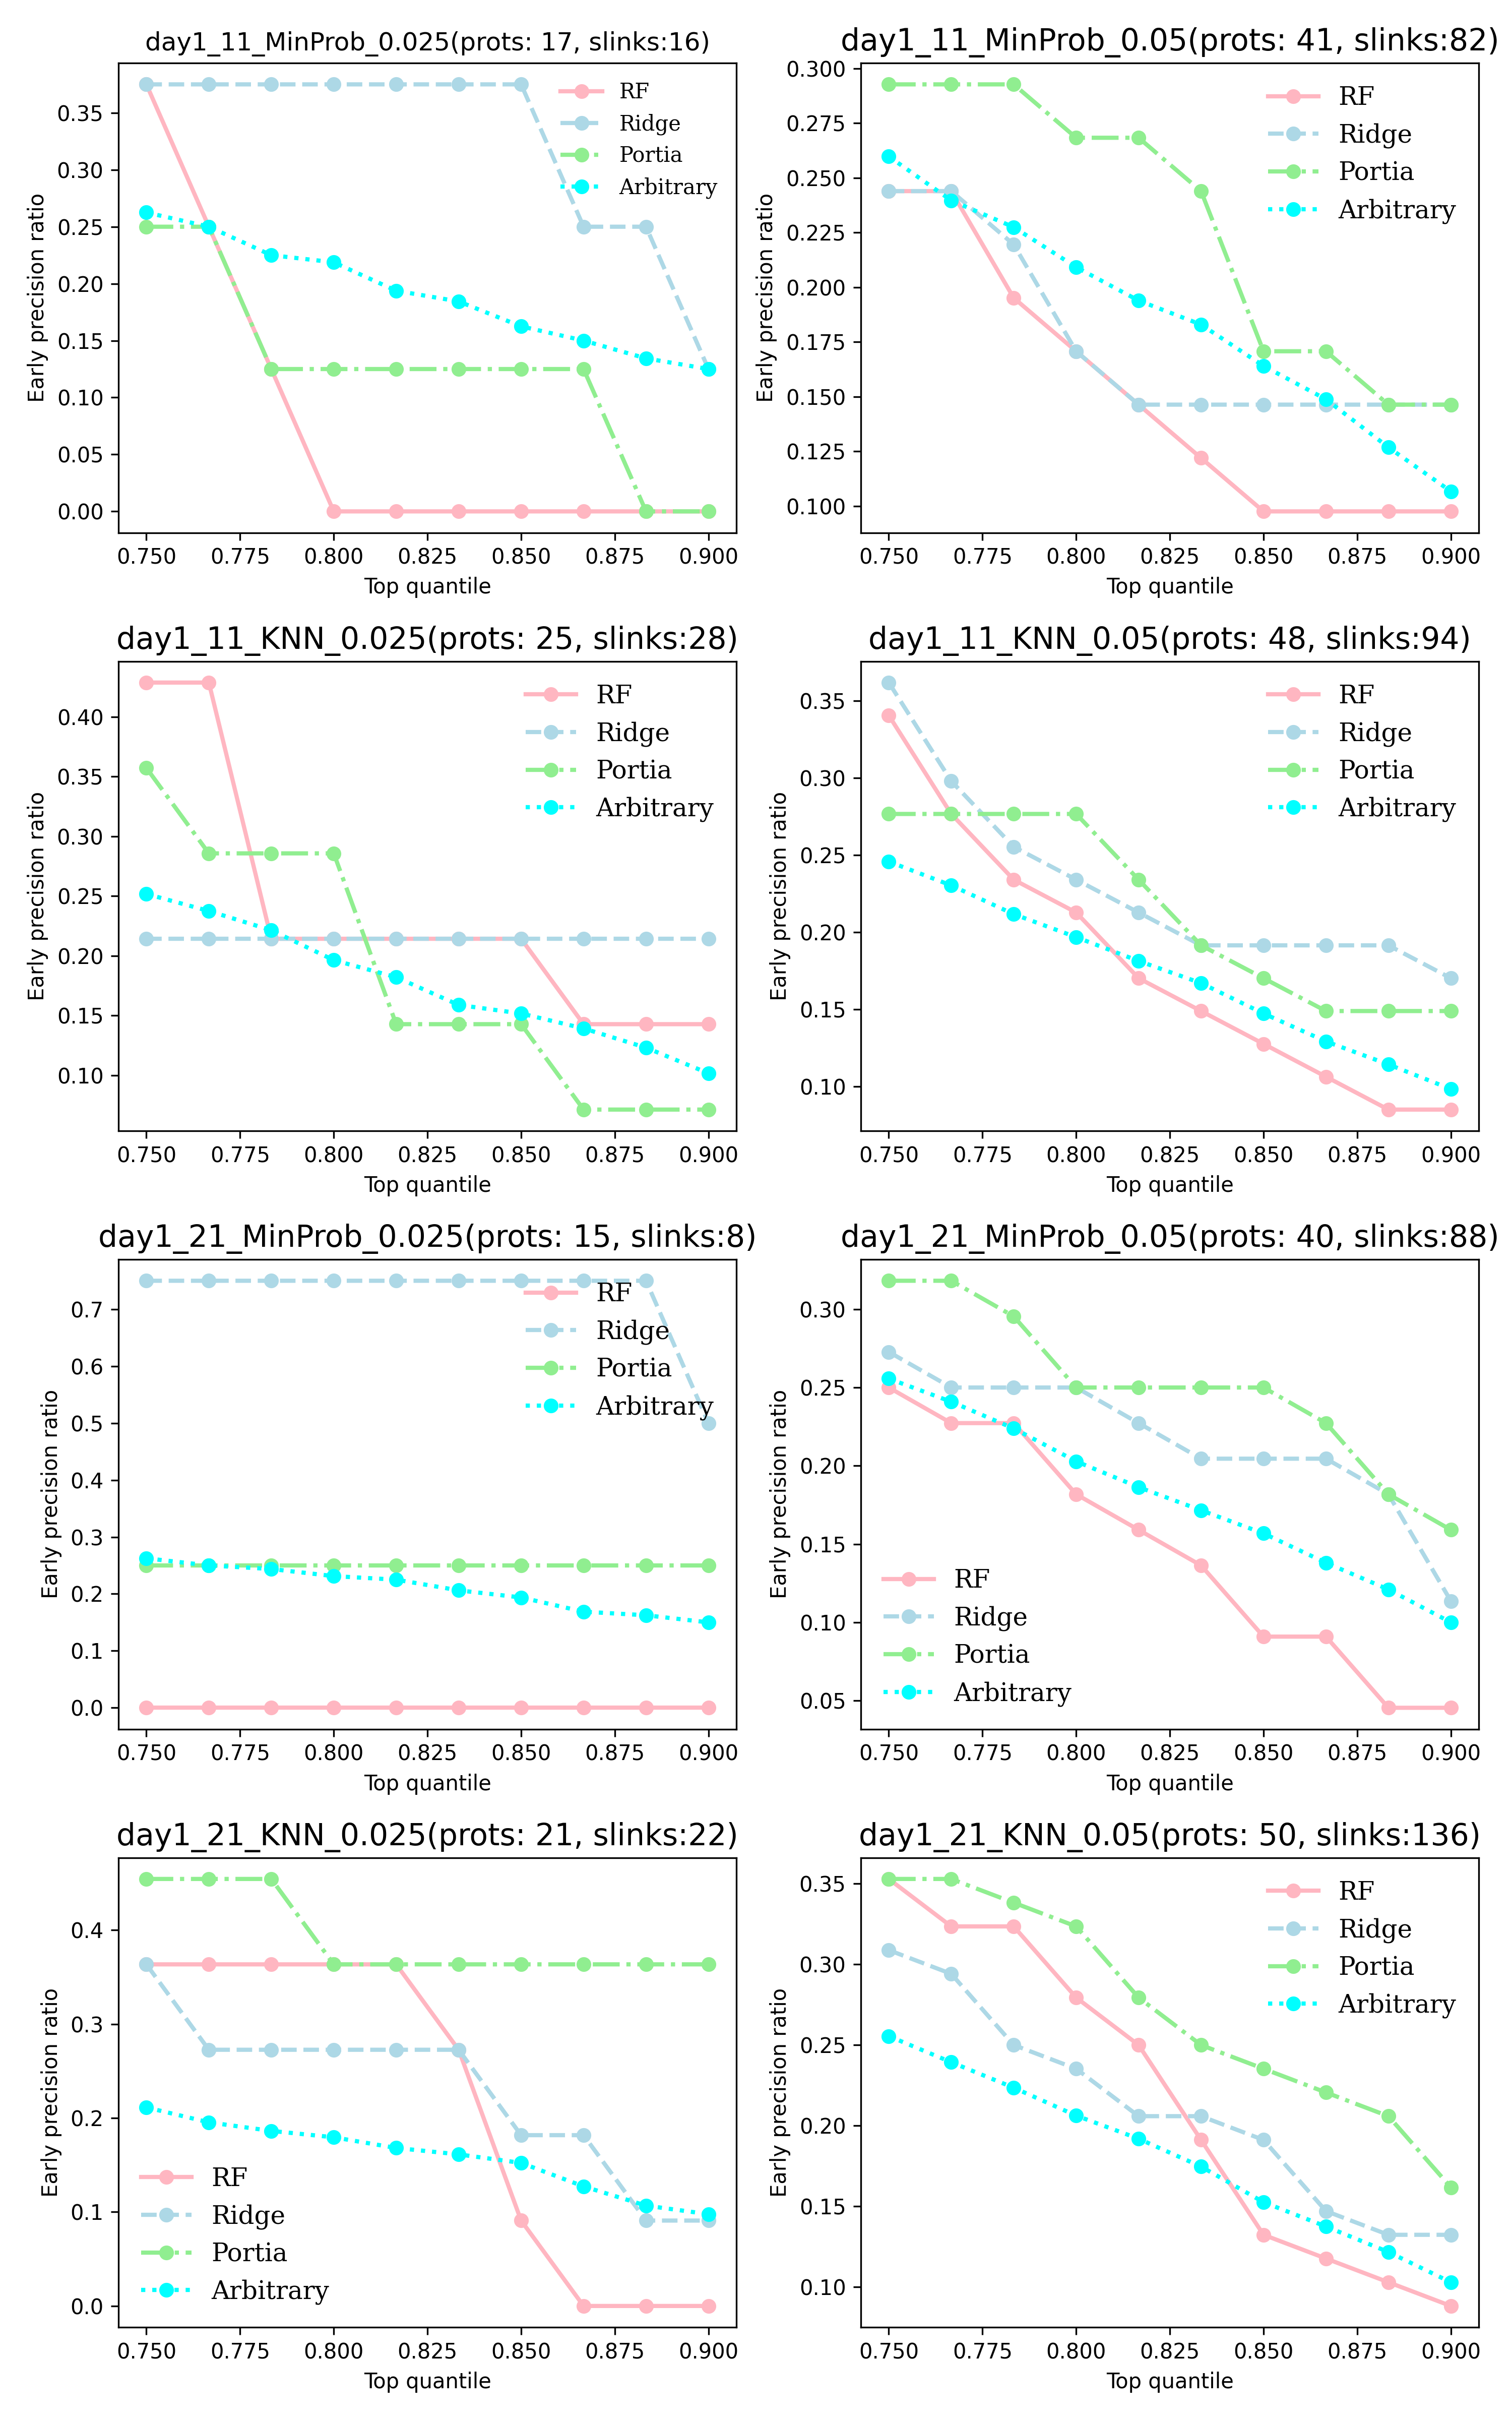 day1_11_MinProb_0.025(prots: 17, slinks:16)
Early precision ratio
0.35
0.30
0.25
0.20
0.15
0.10
0.05
0.00
RF
Ridge
Portia
Arbitrary
0.750 0.775 0.800 0.825 0.850 0.875 0.900
Top quantile
day1_11_MinProb_0.05(prots: 41, slinks:82)
Early precision ratio
0.300
0.275
0.250
0.225
0.200
0.175
0.150
0.125
0.100
RF
Ridge
Portia
Arbitrary
0.750 0.775 0.800 0.825 0.850 0.875 0.900
Top quantile
day1_11_KNN_0.025(prots: 25, slinks:28)
Early precision ratio
0.40
0.35
0.30
0.25
0.20
0.15
0.10
RF
Ridge
Portia
Arbitrary
0.750 0.775 0.800 0.825 0.850 0.875 0.900
Top quantile
day1_11_KNN_0.05(prots: 48, slinks:94)
Early precision ratio
0.35
0.30
0.25
0.20
0.15
0.10
RF
Ridge
Portia
Arbitrary
0.750 0.775 0.800 0.825 0.850 0.875 0.900
Top quantile
day1_21_MinProb_0.025(prots: 15, slinks:8)
Early precision ratio
0.7
0.6
0.5
0.4
0.3
0.2
0.1
0.0
RF
Ridge
Portia
Arbitrary
0.750 0.775 0.800 0.825 0.850 0.875 0.900
Top quantile
day1_21_MinProb_0.05(prots: 40, slinks:88)
Early precision ratio
0.30
0.25
0.20
0.15
0.10
0.05
RF
Ridge
Portia
Arbitrary
0.750 0.775 0.800 0.825 0.850 0.875 0.900
Top quantile
day1_21_KNN_0.025(prots: 21, slinks:22)
Early precision ratio
0.4
0.3
0.2
0.1
0.0
RF
Ridge
Portia
Arbitrary
0.750 0.775 0.800 0.825 0.850 0.875 0.900
Top quantile
day1_21_KNN_0.05(prots: 50, slinks:136)
Early precision ratio
0.35
0.30
0.25
0.20
0.15
0.10
RF
Ridge
Portia
Arbitrary
0.750 0.775 0.800 0.825 0.850 0.875 0.900
Top quantile